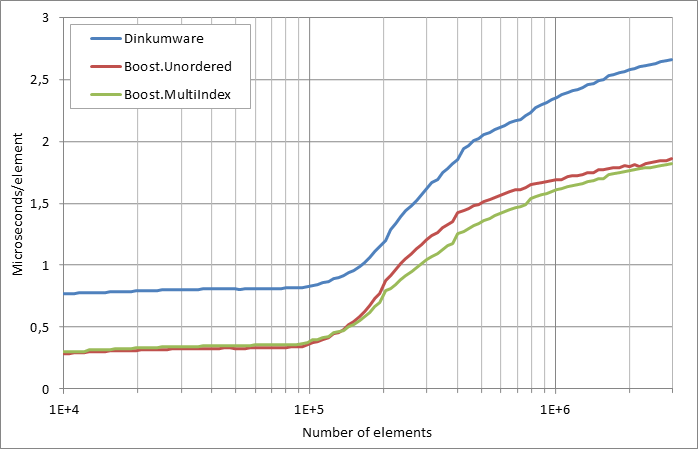 3
Dinkumware
2,5
Boost.Unordered
Boost.MultiIndex
2
Microseconds/element
1,5
1
0,5
0
1E+4
1E+5
1E+6
Number of elements